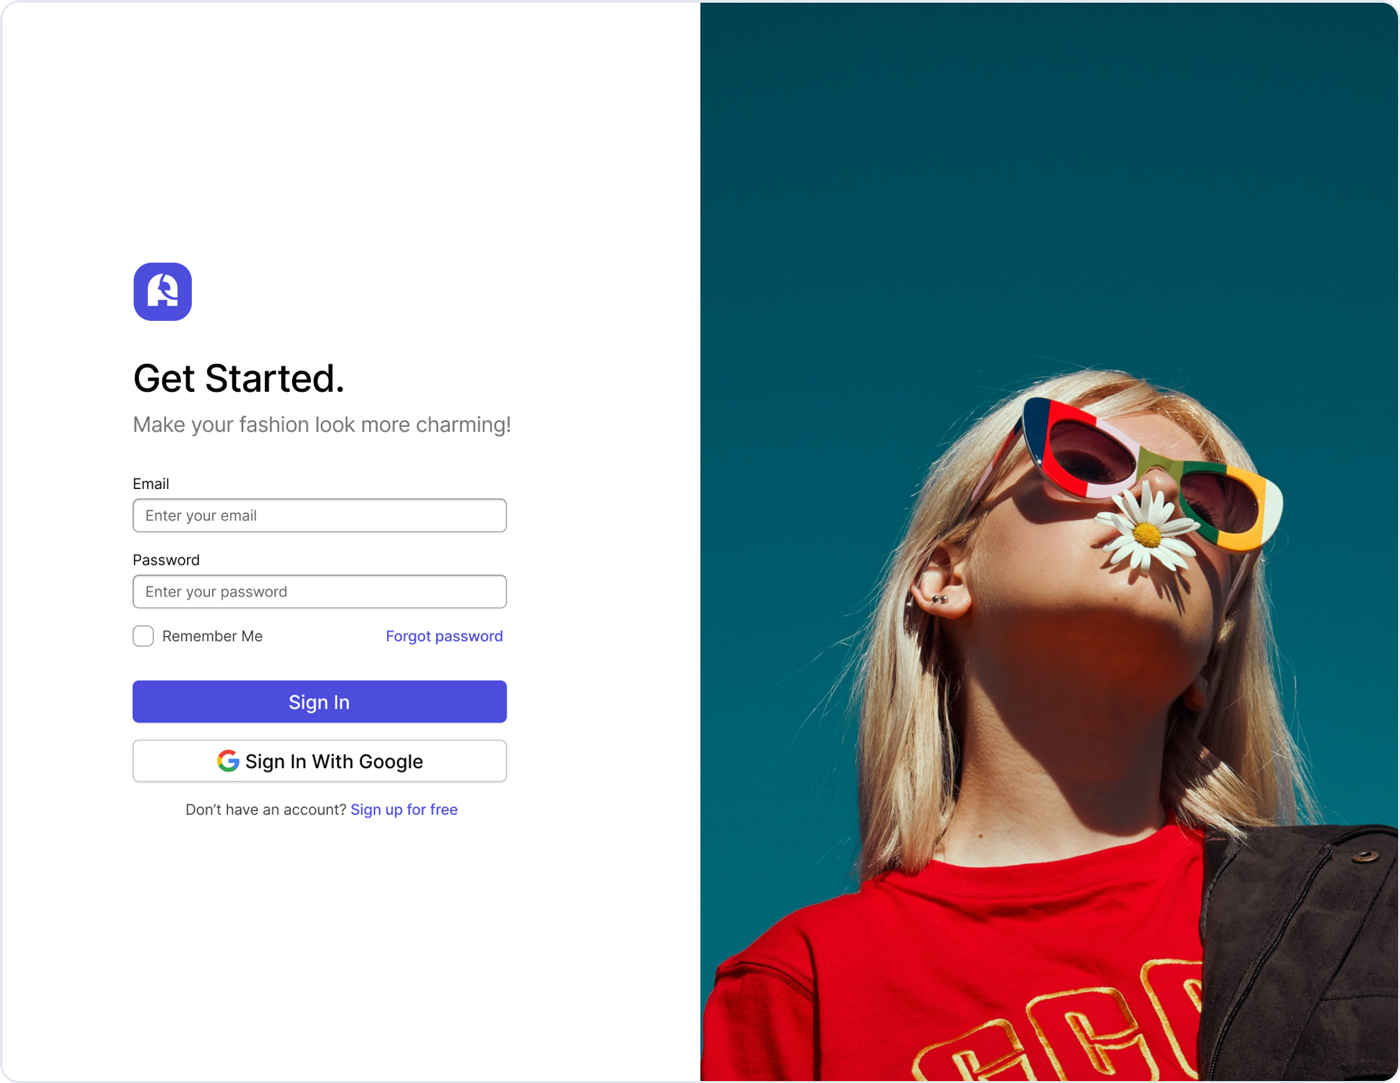 Get Started.
Make your fashion look more charming!
Email
Enter your email
Password
Enter your password
Remember Me
Forgot password
Sign In
Sign In With Google
Don’t have an account? Sign up for free